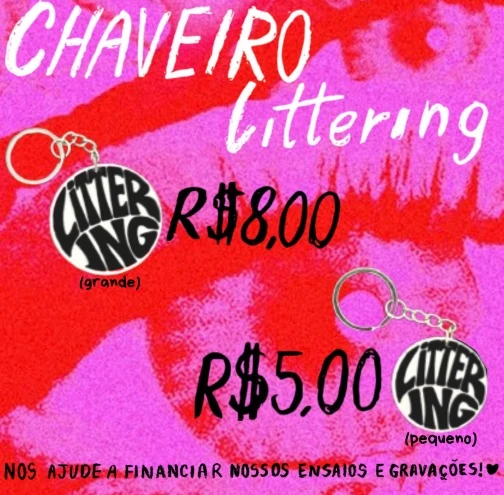 CHAVEIRO
Littering
LITTER
ING
R$8,00
(grande)
R$5,00
LITTER
ING
(pequeno)
NOS AJUDE A FINANCIAR NOSSOS ENSAIOS E GRAVAÇÕES!♥